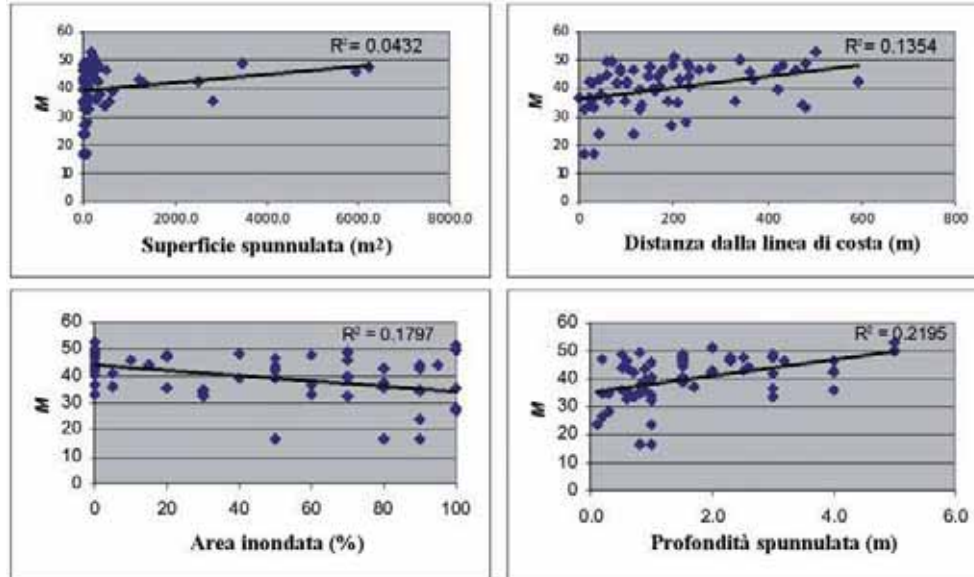 R²= 0.0432
60
50
40
30
20
10
0
M
0.0 2000.0 4000.0 6000.0 8000.0
Superficie spunnulata (m²)
R²= 0.1354
60
50
40
30
20
10
0
M
0 200 400 600 800
Distanza dalla linea di costa (m)
R² = 0.1797
60
50
40
30
20
10
0
M
0 20 40 60 80 100
Area inondata (%)
R² = 0.2195
60
50
40
30
20
10
0
M
0.0 2.0 4.0 6.0
Profondità spunnulata (m)